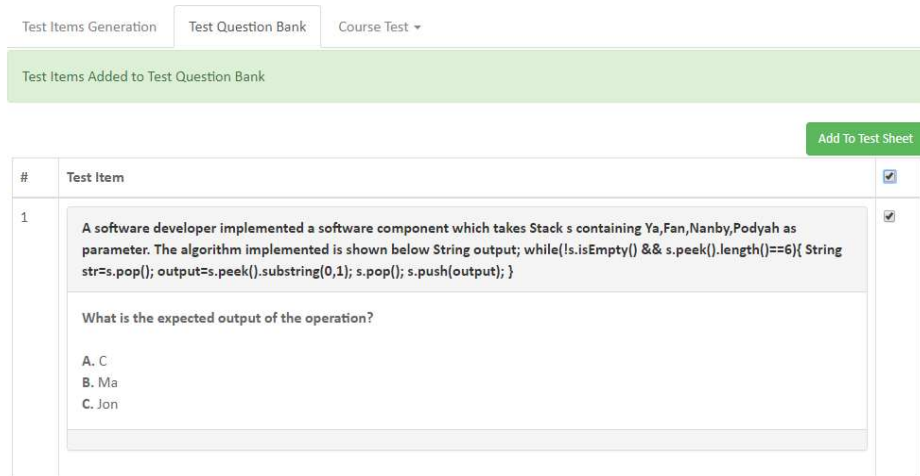 Test Items Generation Test Question Bank Course Test
Test Items Added to Test Question Bank
Add To Test Sheet
# Test Item
1
A software developer implemented a software component which takes Stack s containing Ya,Fan,Nanby,Podyah as
parameter. The algorithm implemented is shown below String output; while(!s.isEmpty() && s.peek().length()==6){ String
str=s.pop(); output=s.peek().substring(0,1); s.pop(); s.push(output); }
What is the expected output of the operation?
A. C
B. Ma
C. Jon